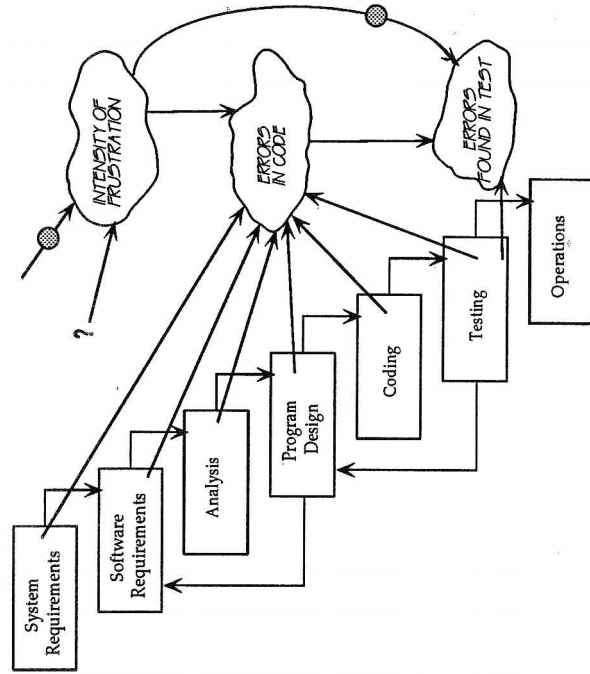 INTENSITY OF
FRUSTRATION
ERRORS
IN CODE
ERRORS
FOUND IN TEST
?
System
Requirements
Software
Requirements
Analysis
Program
Design
Coding
Testing
Operations